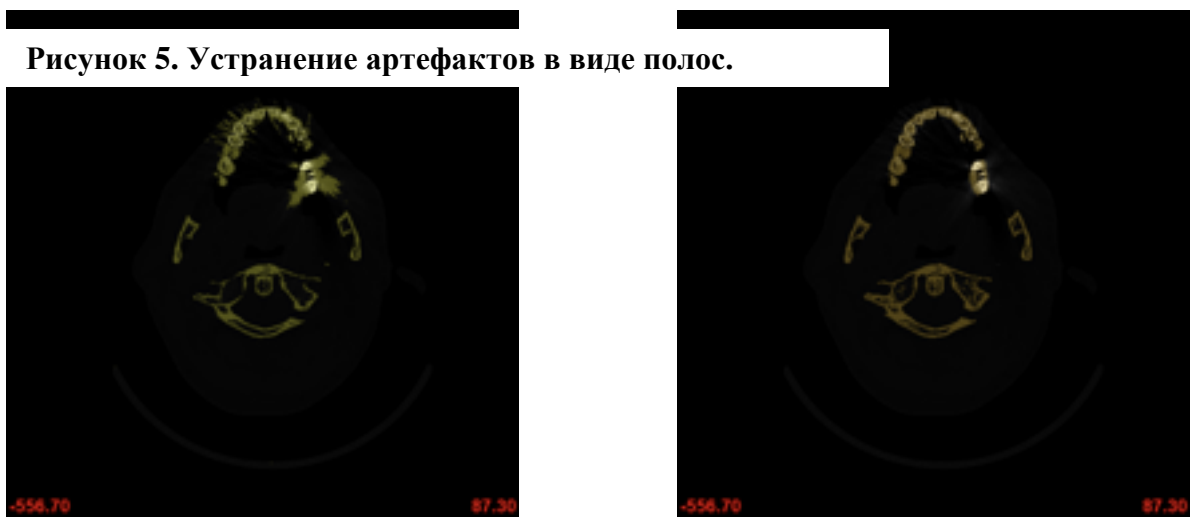 Рисунок 5. Устранение артефактов в виде полос.
-556.70 87.30 -556.70 87.30